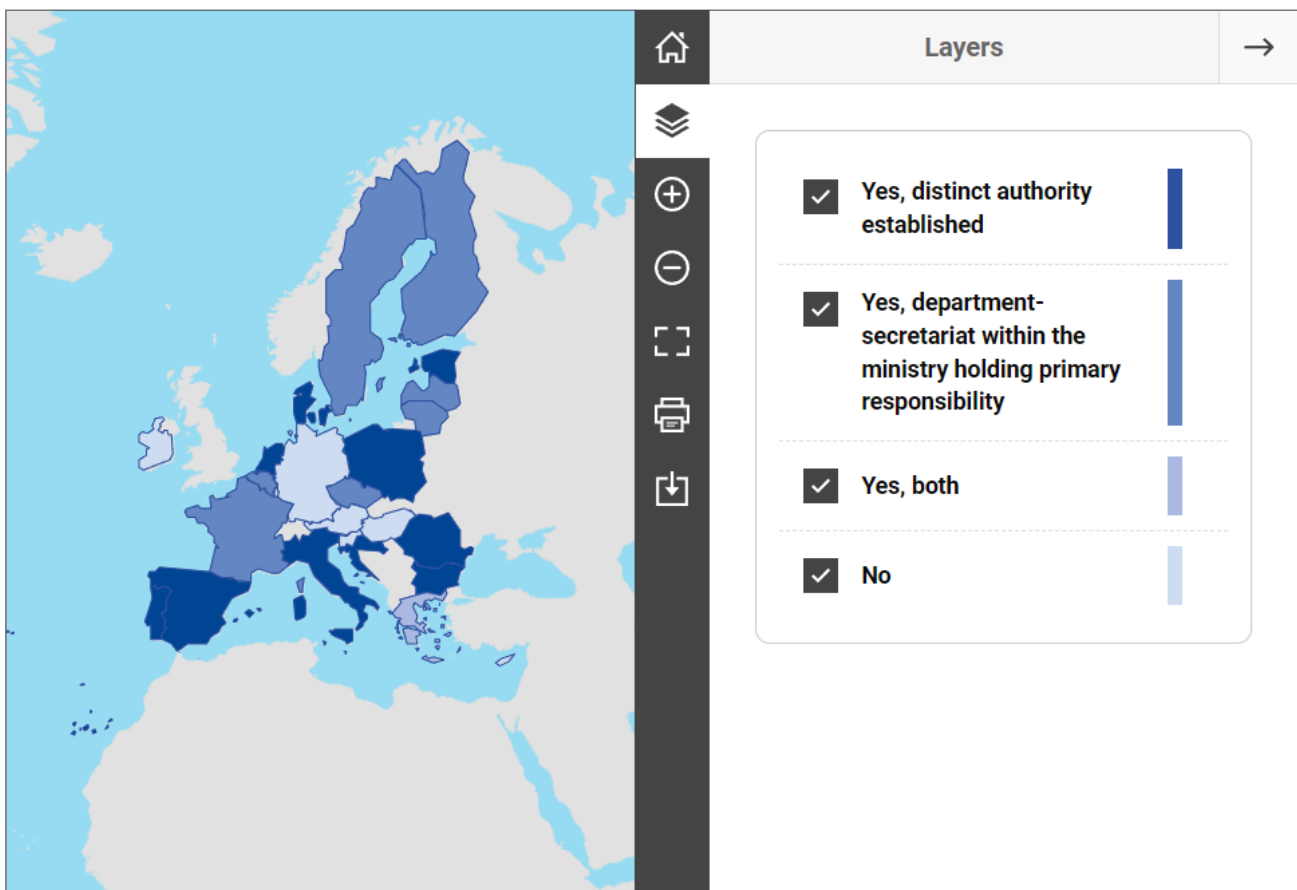 Layers
Yes, distinct authority
established
Yes, department-
secretariat within the
ministry holding primary
responsibility
Yes, both
No